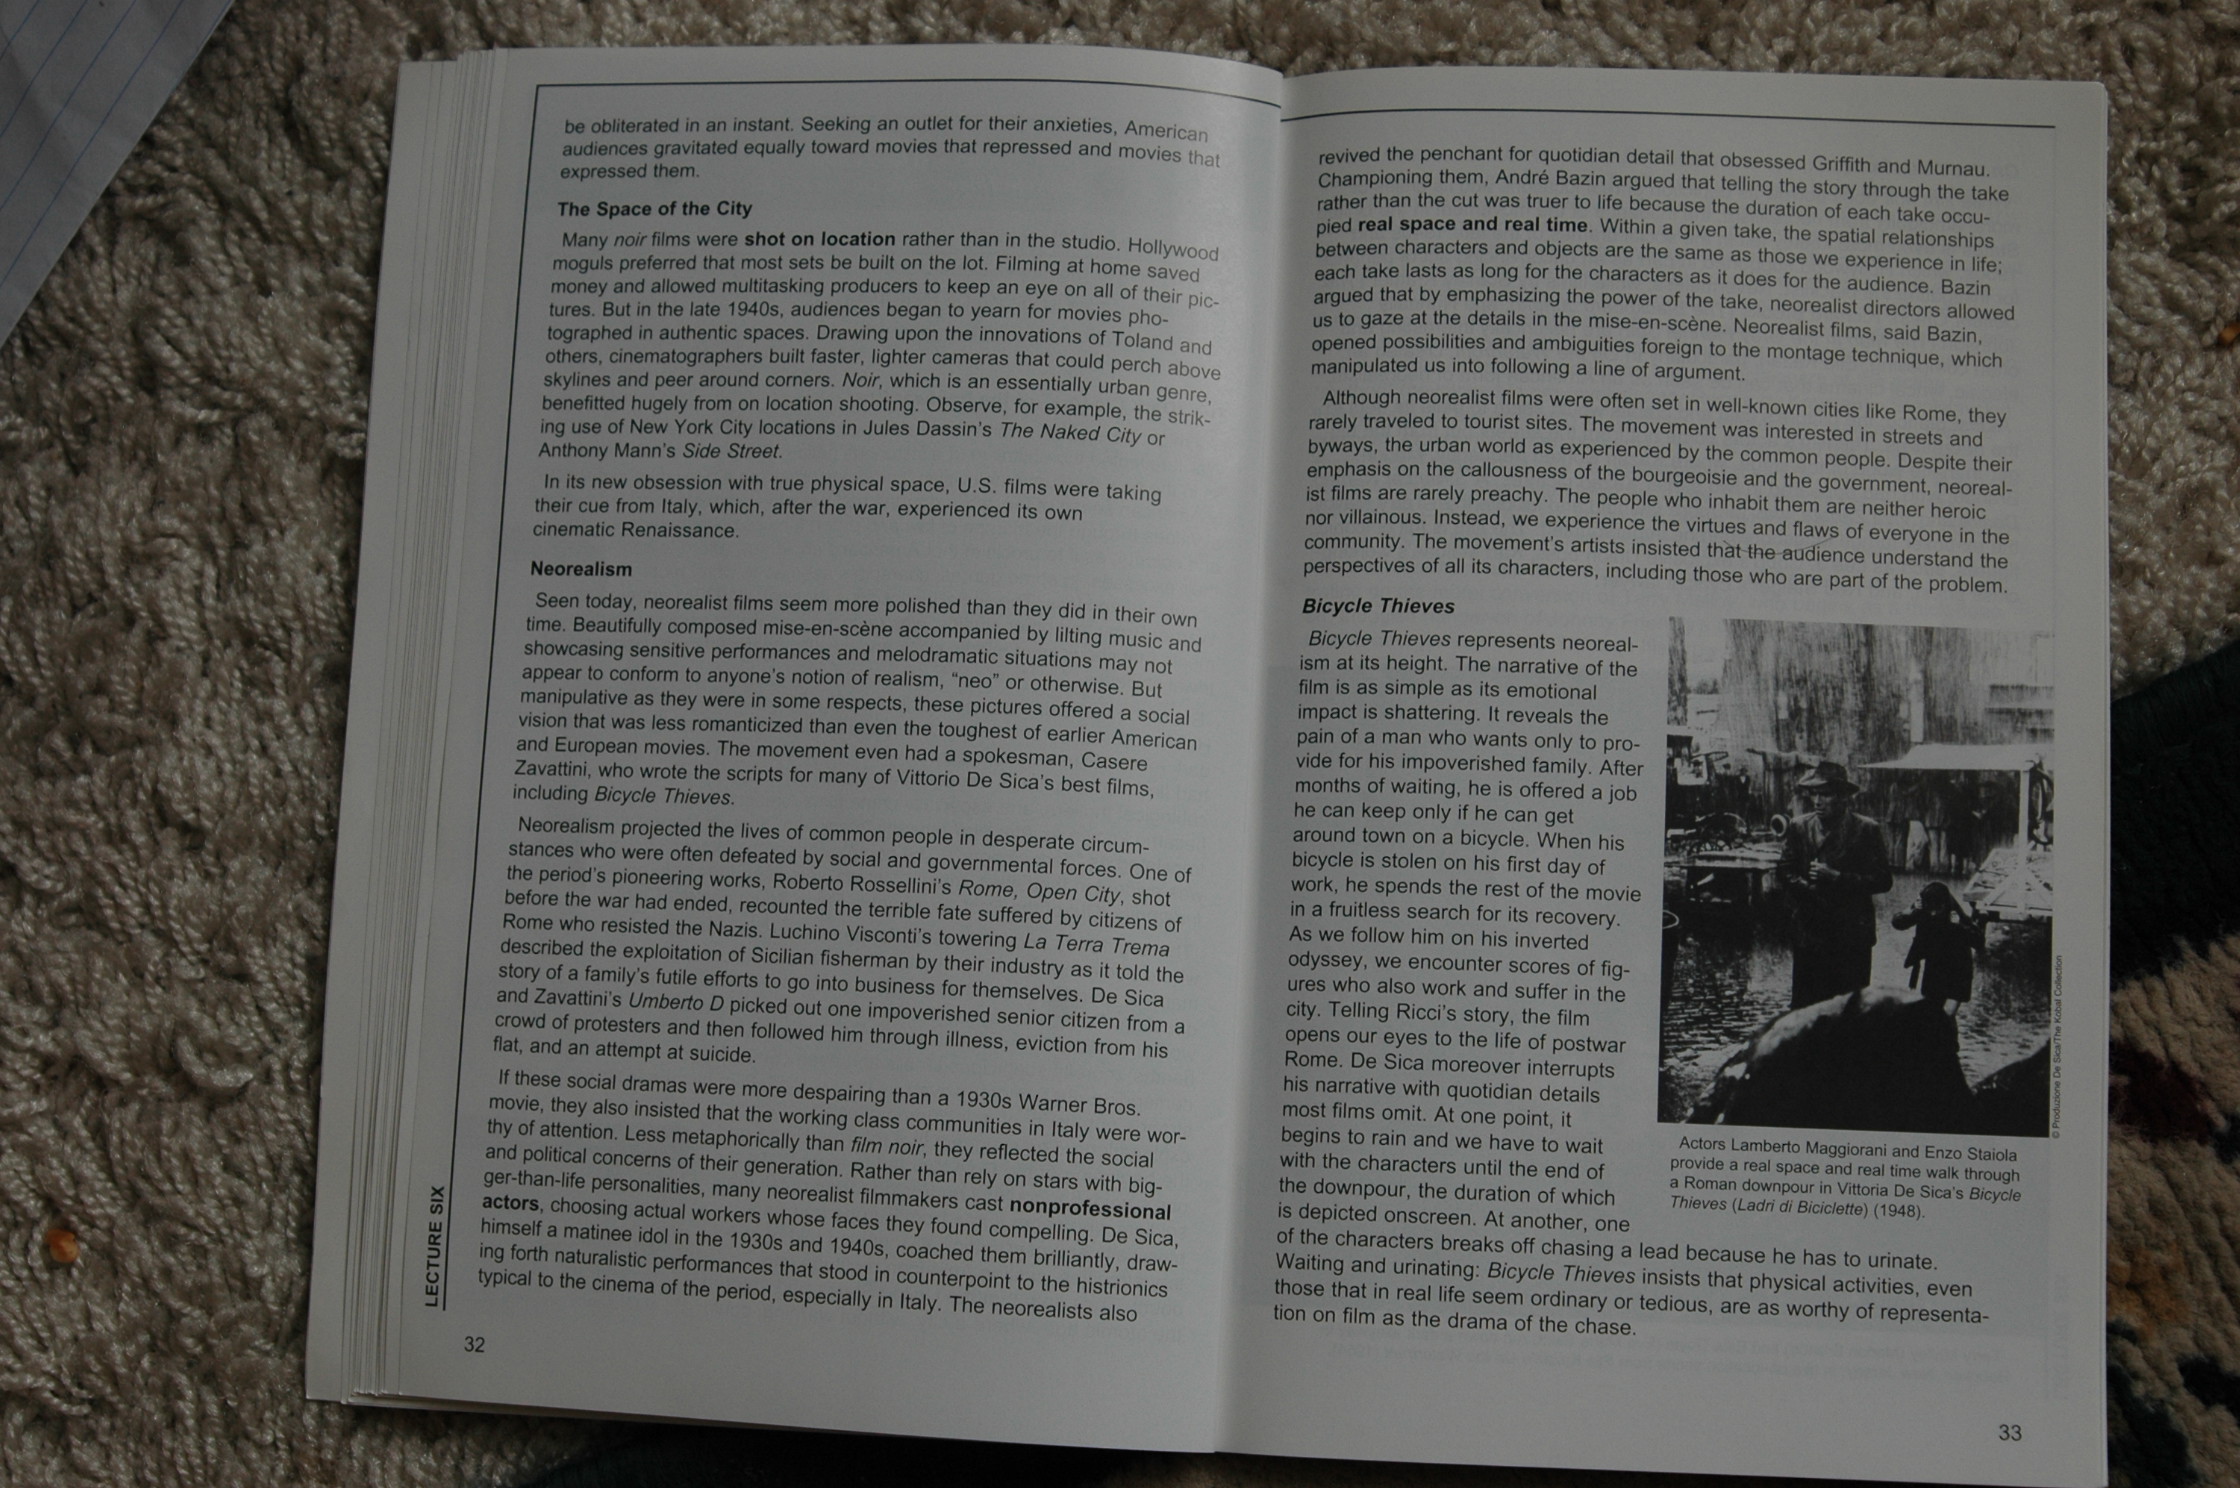 be obliterated in an instant. Seeking an outlet for their anxieties, American
audiences gravitated equally toward movies that repressed and movies that
expressed them.
The Space of the City
Many noir films were shot on location rather than in the studio. Hollywood
moguls preferred that most sets be built on the lot. Filming at home saved
money and allowed multitasking producers to keep an eye on all of their pic-
tures. But in the late 1940s, audiences began to yearn for movies pho-
tographed in authentic spaces. Drawing upon the innovations of Toland and
others, cinematographers built faster, lighter cameras that could perch above
skylines and peer around corners. Noir, which is an essentially urban genre,
benefitted hugely from on location shooting. Observe, for example, the strik-
ing use of New York City locations in Jules Dassin's The Naked City or
Anthony Mann's Side Street.
In its new obsession with true physical space, U.S. films were taking
their cue from Italy, which, after the war, experienced its own
cinematic Renaissance.
Neorealism
Seen today, neorealist films seem more polished than they did in their own
time. Beautifully composed mise-en-scène accompanied by lilting music and
showcasing sensitive performances and melodramatic situations may not
appear to conform to anyone's notion of realism, “neo” or otherwise. But
manipulative as they were in some respects, these pictures offered a social
vision that was less romanticized than even the toughest of earlier American
and European movies. The movement even had a spokesman, Casere
Zavattini, who wrote the scripts for many of Vittorio De Sica's best films,
including Bicycle Thieves.
Neorealism projected the lives of common people in desperate circum-
stances who were often defeated by social and governmental forces. One of
the period's pioneering works, Roberto Rossellini's Rome, Open City, shot
before the war had ended, recounted the terrible fate suffered by citizens of
Rome who resisted the Nazis. Luchino Visconti's towering La Terra Trema
described the exploitation of Sicilian fisherman by their industry as it told the
story of a family's futile efforts to go into business for themselves. De Sica
and Zavattini's Umberto D picked out one impoverished senior citizen from a
crowd of protesters and then followed him through illness, eviction from his
flat, and an attempt at suicide.
If these social dramas were more despairing than a 1930s Warner Bros.
movie, they also insisted that the working class communities in Italy were wor-
thy of attention. Less metaphorically than film noir, they reflected the social
and political concerns of their generation. Rather than rely on stars with big-
ger-than-life personalities, many neorealist filmmakers cast nonprofessional
actors, choosing actual workers whose faces they found compelling. De Sica,
himself a matinee idol in the 1930s and 1940s, coached them brilliantly, draw-
ing forth naturalistic performances that stood in counterpoint to the histrionics
typical to the cinema of the period, especially in Italy. The neorealists also
LECTURE SIX
32
revived the penchant for quotidian detail that obsessed Griffith and Murnau.
Championing them, André Bazin argued that telling the story through the take
rather than the cut was truer to life because the duration of each take occu-
pied real space and real time. Within a given take, the spatial relationships
between characters and objects are the same as those we experience in life;
each take lasts as long for the characters as it does for the audience. Bazin
argued that by emphasizing the power of the take, neorealist directors allowed
us to gaze at the details in the mise-en-scène. Neorealist films, said Bazin,
opened possibilities and ambiguities foreign to the montage technique, which
manipulated us into following a line of argument.
Although neorealist films were often set in well-known cities like Rome, they
rarely traveled to tourist sites. The movement was interested in streets and
byways, the urban world as experienced by the common people. Despite their
emphasis on the callousness of the bourgeoisie and the government, neoreal-
ist films are rarely preachy. The people who inhabit them are neither heroic
nor villainous. Instead, we experience the virtues and flaws of everyone in the
community. The movement's artists insisted that the audience understand the
perspectives of all its characters, including those who are part of the problem.
Bicycle Thieves
Bicycle Thieves represents neoreal-
ism at its height. The narrative of the
film is as simple as its emotional
impact is shattering. It reveals the
pain of a man who wants only to pro-
vide for his impoverished family. After
months of waiting, he is offered a job
he can keep only if he can get
around town on a bicycle. When his
bicycle is stolen on his first day of
work, he spends the rest of the movie
in a fruitless search for its recovery.
As we follow him on his inverted
odyssey, we encounter scores of fig-
ures who also work and suffer in the
city. Telling Ricci's story, the film
opens our eyes to the life of postwar
Rome. De Sica moreover interrupts
his narrative with quotidian details
most films omit. At one point, it
begins to rain and we have to wait
with the characters until the end of
the downpour, the duration of which
is depicted onscreen. At another, one
of the characters breaks off chasing a lead because he has to urinate.
Waiting and urinating: Bicycle Thieves insists that physical activities, even
those that in real life seem ordinary or tedious, are as worthy of representa-
tion on film as the drama of the chase.
© Produzione De Sica/The Kobal Collection
Actors Lamberto Maggiorani and Enzo Staiola
provide a real space and real time walk through
a Roman downpour in Vittoria De Sica's Bicycle
Thieves (Ladri di Biciclette) (1948).
33